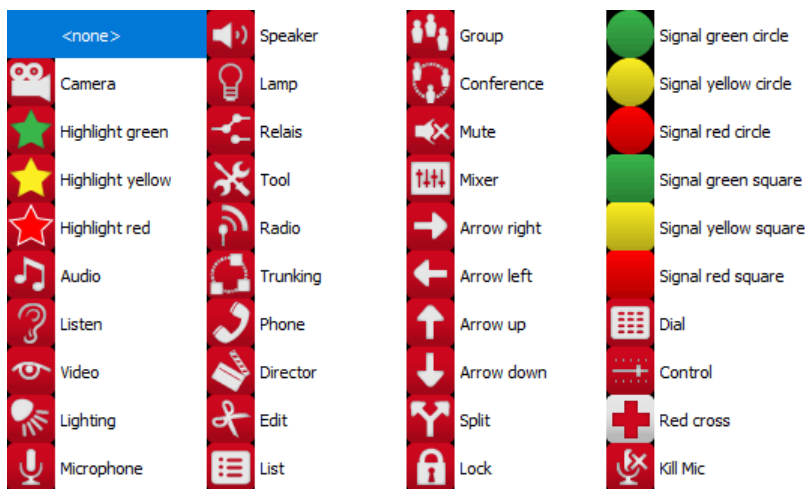 <none>
Camera
Highlight green
Highlight yellow
Highlight red
Audio
Listen
Video
Lighting
Microphone
Speaker
Lamp
Relais
Tool
Radio
Trunking
Phone
Director
Edit
List
Group
Conference
Mute
Mixer
Arrow right
Arrow left
Arrow up
Arrow down
Split
Lock
Signal green circle
Signal yellow circle
Signal red circle
Signal green square
Signal yellow square
Signal red square
Dial
Control
Red cross
Kill Mic